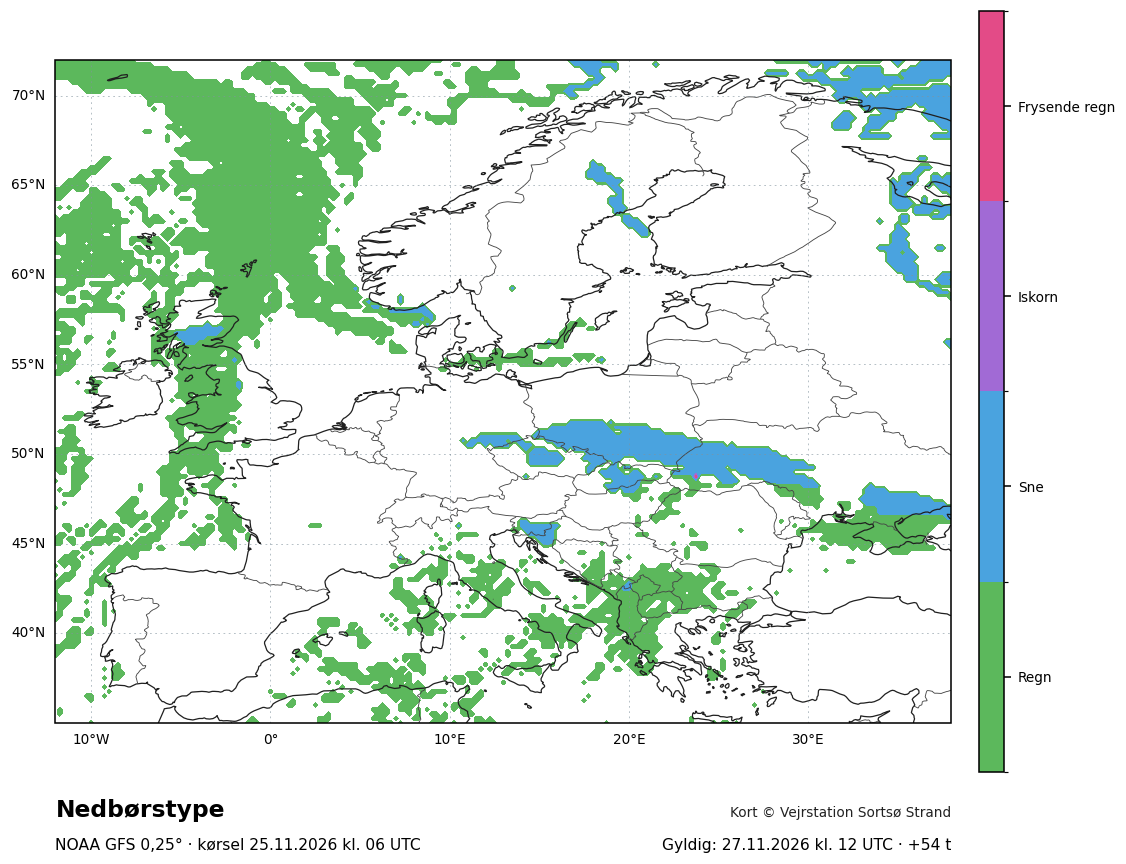 70°N
65°N
60°N
55°N
50°N
45°N
40°N
10°W
0°
10°E
20°E
30°E
Frysende regn
Iskorn
Sne
Regn
Nedbørstype
Kort © Vejrstation Sortsø Strand
NOAA GFS 0,25° · kørsel 25.11.2026 kl. 06 UTC
Gyldig: 27.11.2026 kl. 12 UTC · +54 t